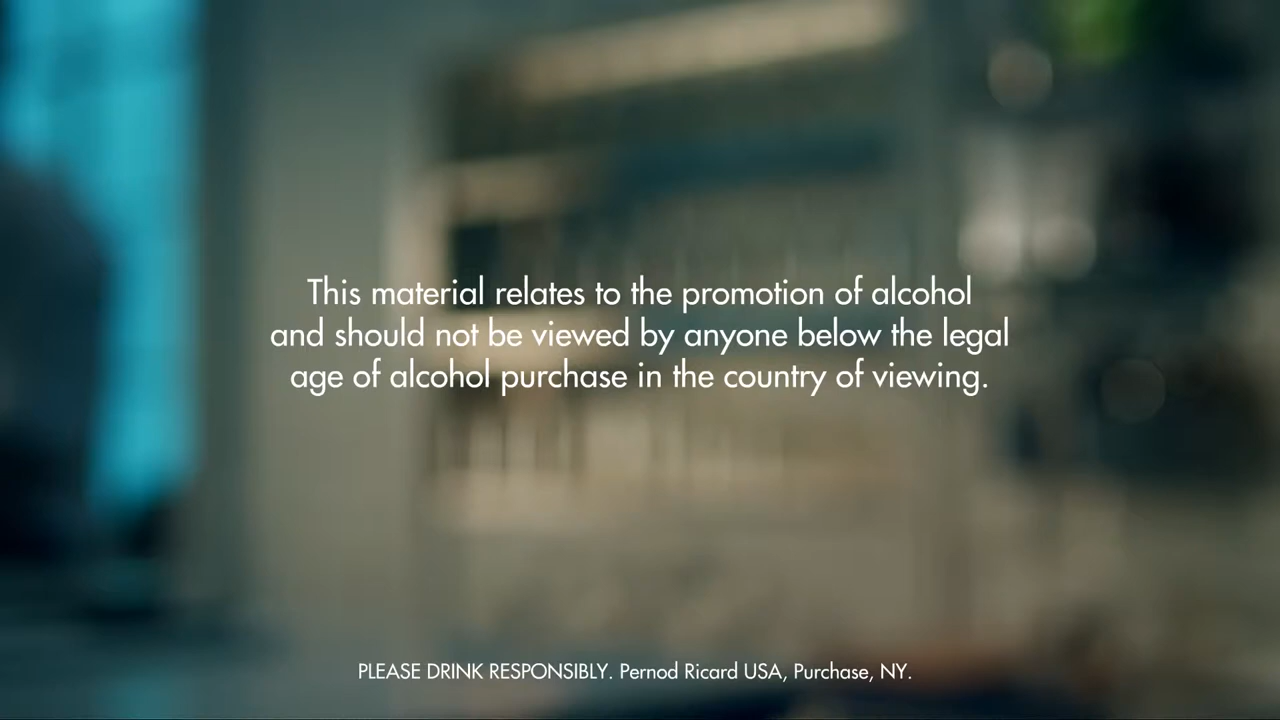 This material relates to the promotion of alcohol
and should not be viewed by anyone below the legal
age of alcohol purchase in the country of viewing.
PLEASE DRINK RESPONSIBLY. Pernod Ricard USA, Purchase, NY.